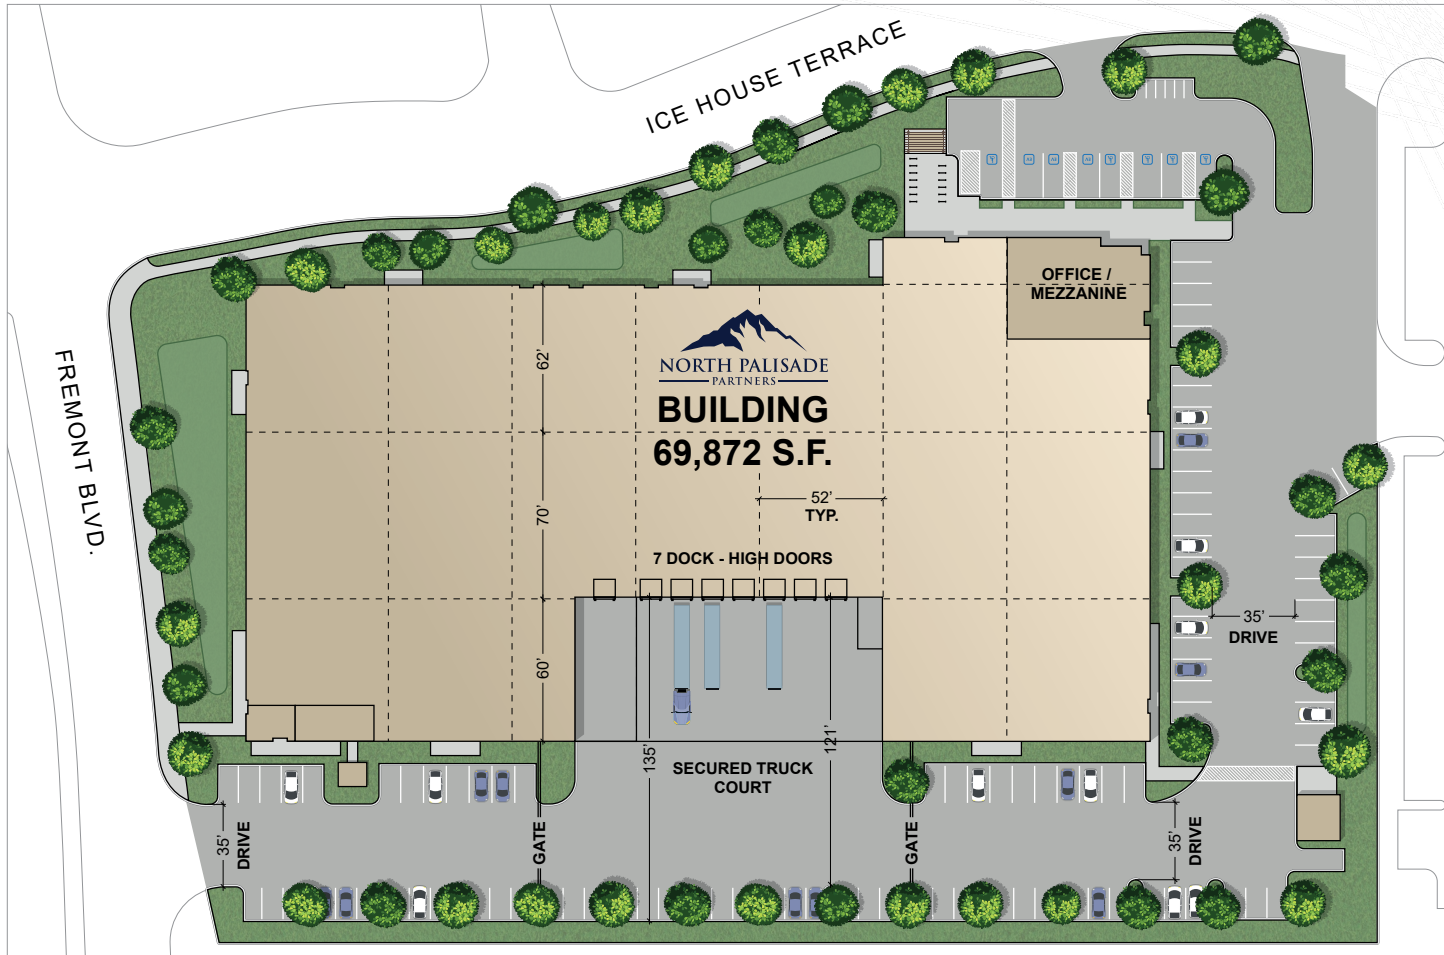 ICE HOUSE TERRACE
FREMONT BLVD.
OFFICE /
MEZZANINE
NORTH PALISADE
PARTNERS
BUILDING
69,872 S.F.
62'
70'
60'
52'
TYP.
7 DOCK - HIGH DOORS
135'
121'
SECURED TRUCK
COURT
35'
DRIVE
35'
DRIVE
GATE
GATE
35'
DRIVE